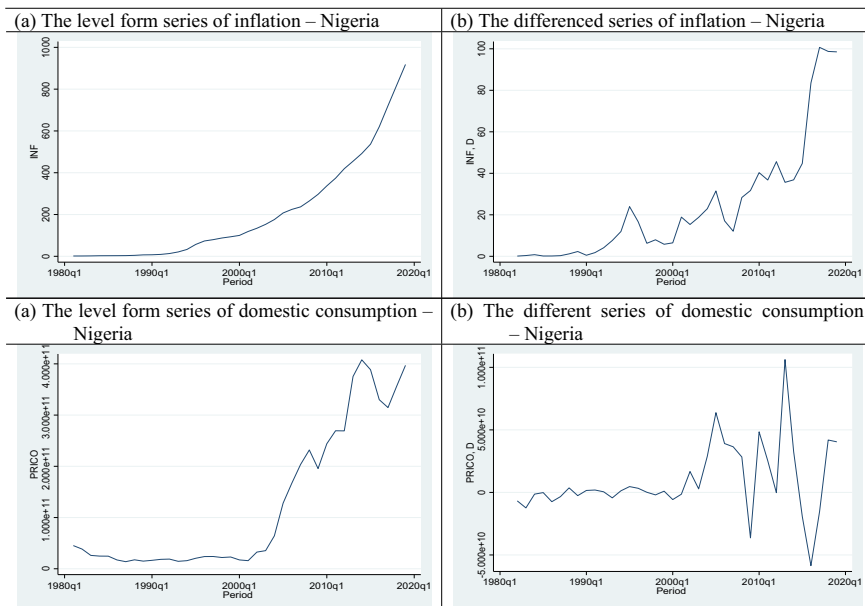 (a) The level form series of inflation – Nigeria
(b) The differenced series of inflation – Nigeria
INF
1000
800
600
400
200
0
1980q1 1990q1 2000q1 2010q1 2020q1
Period
INF, D
100
80
60
40
20
0
1980q1 1990q1 2000q1 2010q1 2020q1
Period
(a) The level form series of domestic consumption –
Nigeria
(b) The different series of domestic consumption
– Nigeria
PRICO
4.000e+11
3.000e+11
2.000e+11
1.000e+11
0
1980q1 1990q1 2000q1 2010q1 2020q1
Period
PRICO, D
1.000e+11
5.000e+10
0
-5.000e+10
1980q1 1990q1 2000q1 2010q1 2020q1
Period